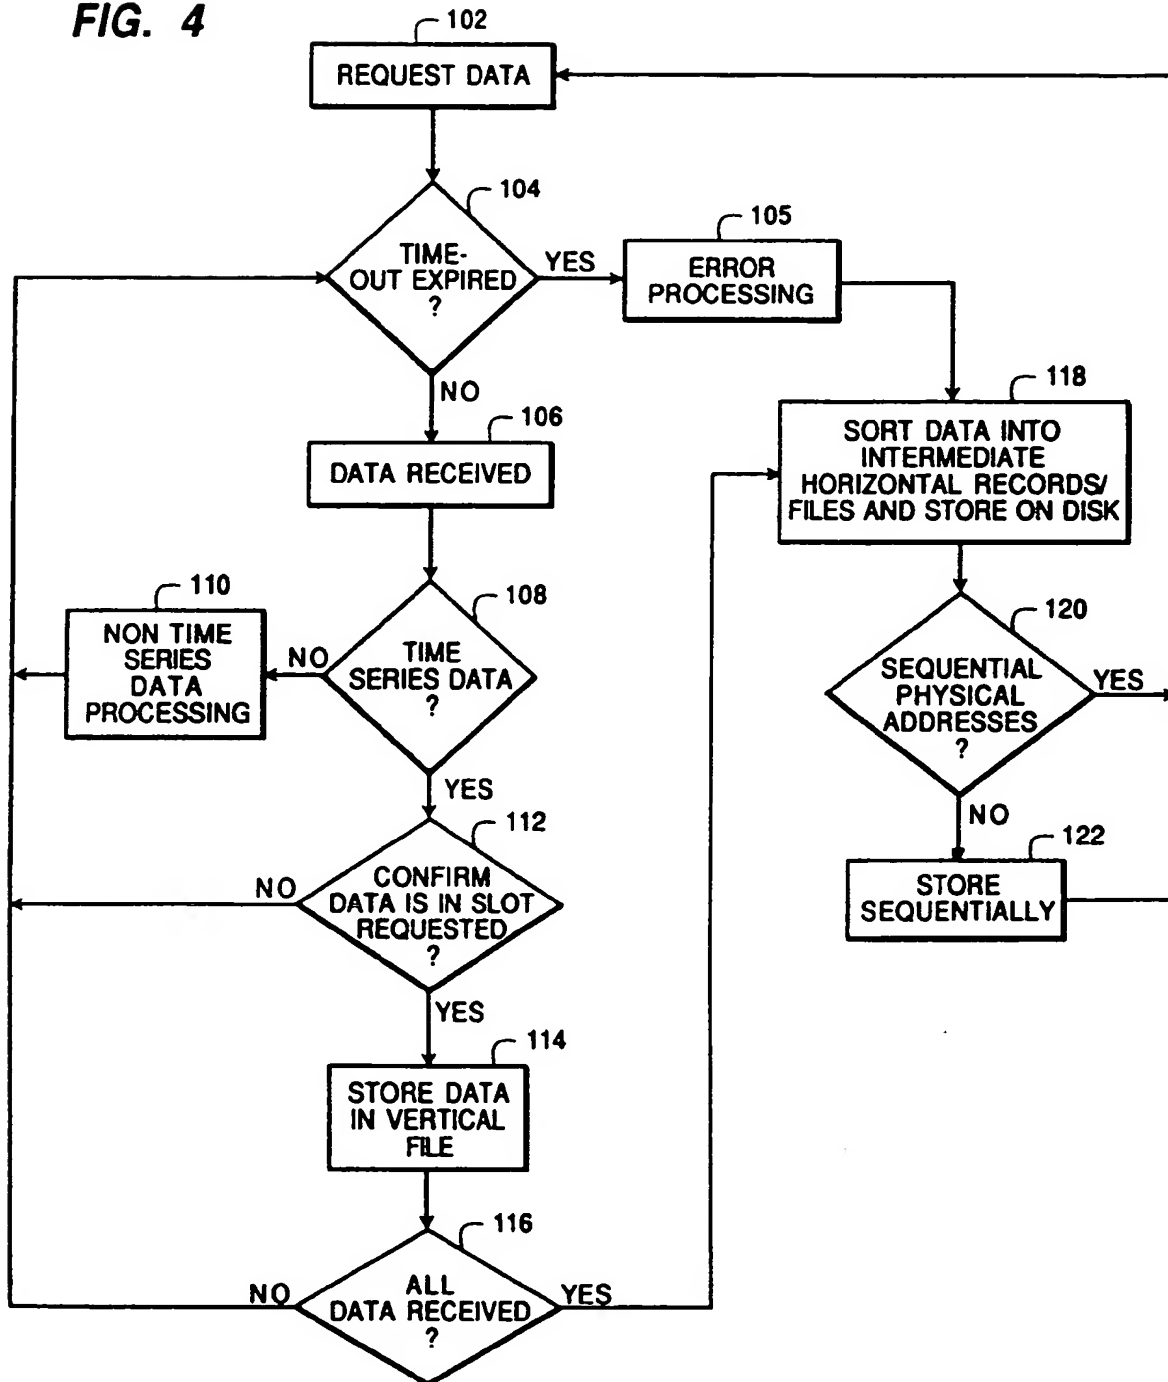 FIG. 4
102
REQUEST DATA
104
TIME-
OUT EXPIRED
?
YES
105
ERROR
PROCESSING
NO
106
DATA RECEIVED
118
SORT DATA INTO
INTERMEDIATE
HORIZONTAL RECORDS/
FILES AND STORE ON DISK
108
TIME
SERIES DATA
?
NO
110
NON TIME
SERIES
DATA
PROCESSING
YES
120
SEQUENTIAL
PHYSICAL
ADDRESSES
?
YES
NO
112
CONFIRM
DATA IS IN SLOT
REQUESTED
?
NO
YES
122
STORE
SEQUENTIALLY
114
STORE DATA
IN VERTICAL
FILE
116
ALL
DATA RECEIVED
?
NO
YES